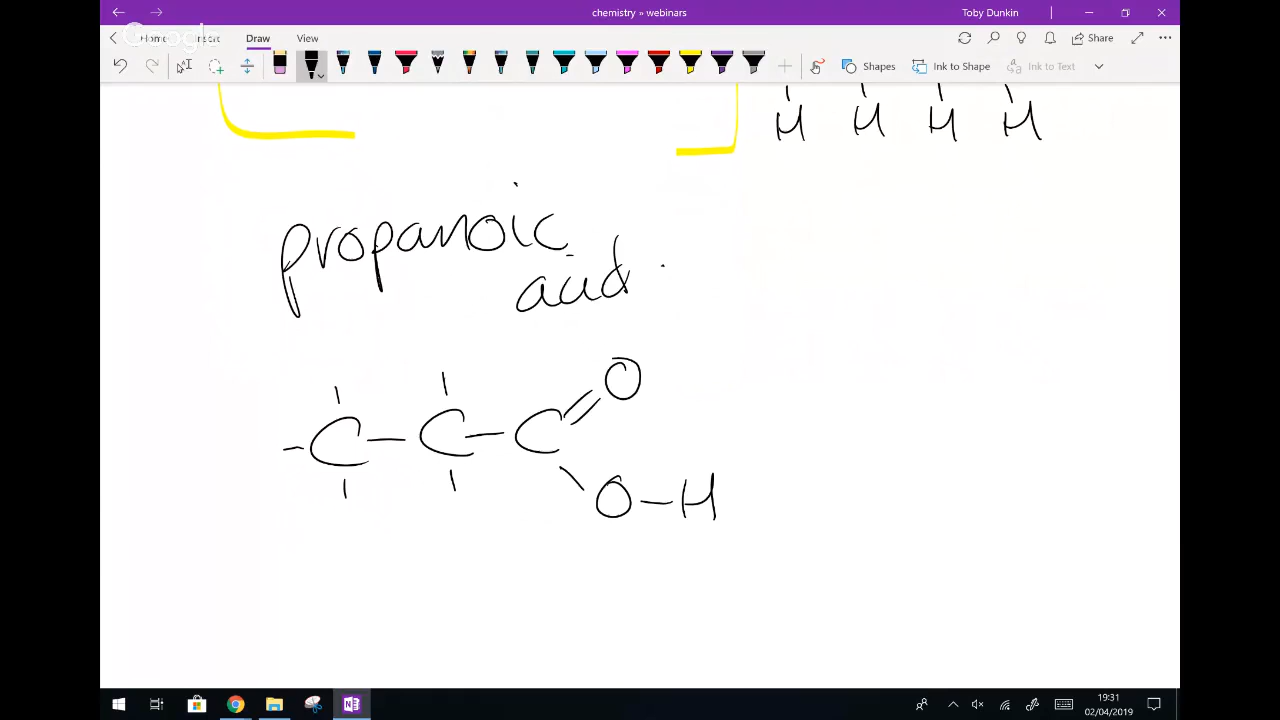 chemistry » webinars
Toby Dunkin
Google
Home
Insert
Draw
View
Share
Shapes
Ink to Shape
Ink to Text
H H H H
propanoic
acid.
O
C C C
O H
19:31
02/04/2019